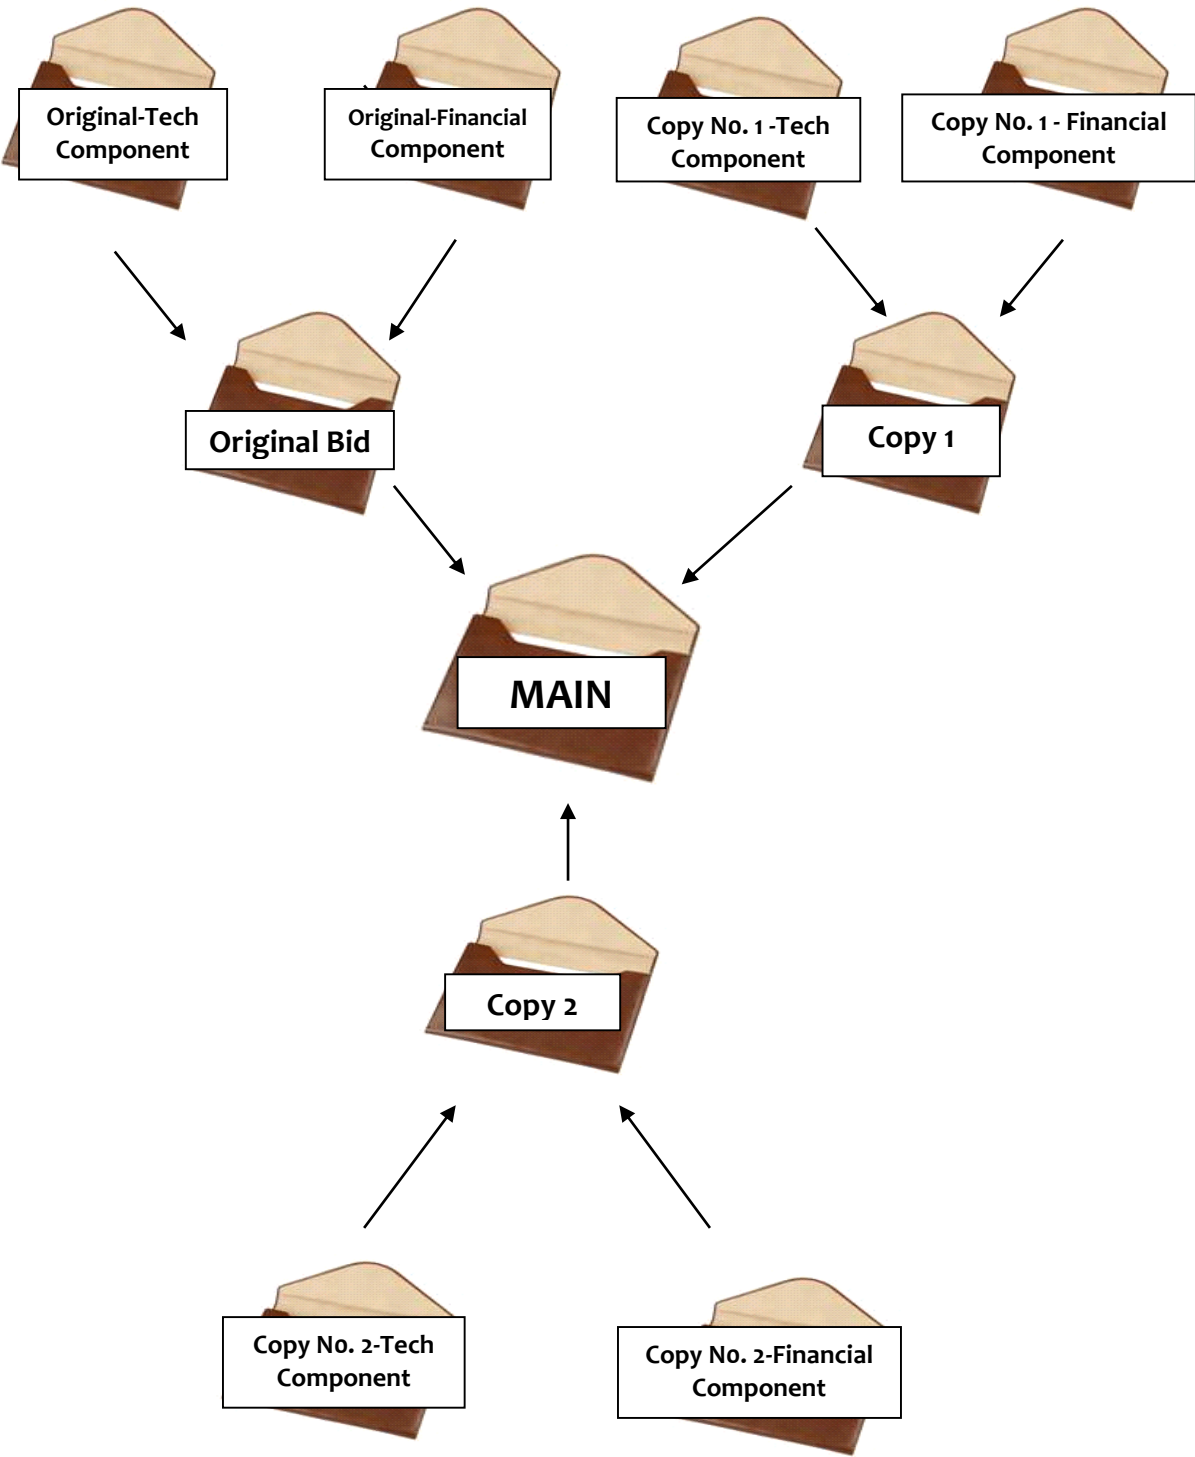 Original-Tech
Component
Original-Financial
Component
Copy No. 1 -Tech
Component
Copy No. 1 - Financial
Component
Original Bid
Copy 1
MAIN
Copy 2
Copy No. 2-Tech
Component
Copy No. 2-Financial
Component